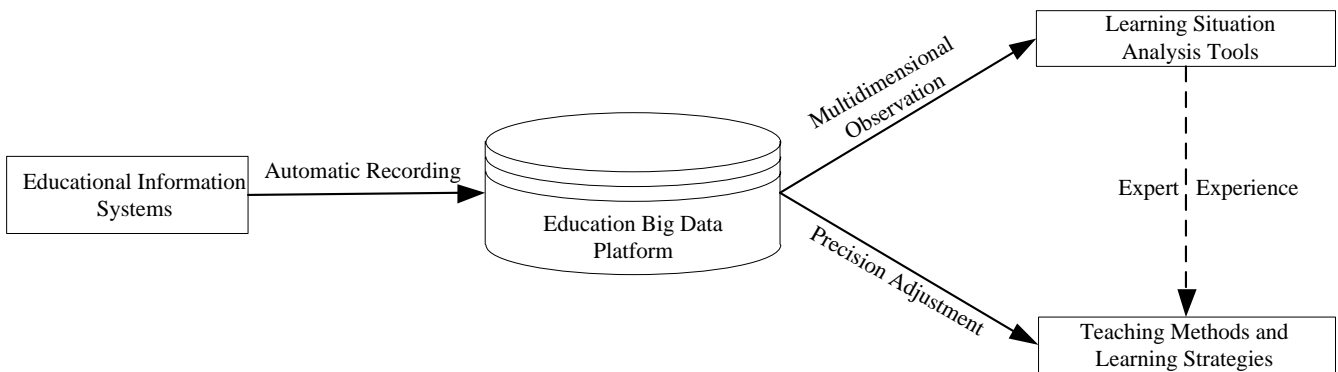 Educational Information
Systems
Automatic Recording
Education Big Data
Platform
Multidimensional
Observation
Precision Adjustment
Learning Situation
Analysis Tools
Expert Experience
Teaching Methods and
Learning Strategies